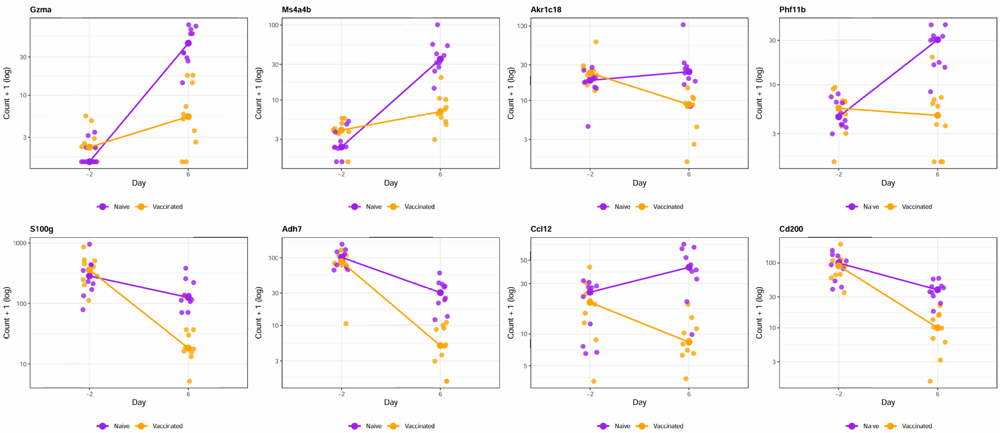 Gzma
Count + 1 (log)
30
10
3
−2
6
Day
Naive Vaccinated
Ms4a4b
Count + 1 (log)
100
30
10
3
−2
6
Day
Naive Vaccinated
Akr1c18
Count + 1 (log)
100
30
10
3
−2
6
Day
Naive Vaccinated
Phf11b
Count + 1 (log)
30
10
3
−2
6
Day
Naive Vaccinated
S100g
Count + 1 (log)
1000
100
10
−2
6
Day
Naive Vaccinated
Adh7
Count + 1 (log)
100
30
10
3
−2
6
Day
Naive Vaccinated
Ccl12
Count + 1 (log)
50
30
10
5
−2
6
Day
Naive Vaccinated
Cd200
Count + 1 (log)
100
30
10
3
−2
6
Day
Naive Vaccinated